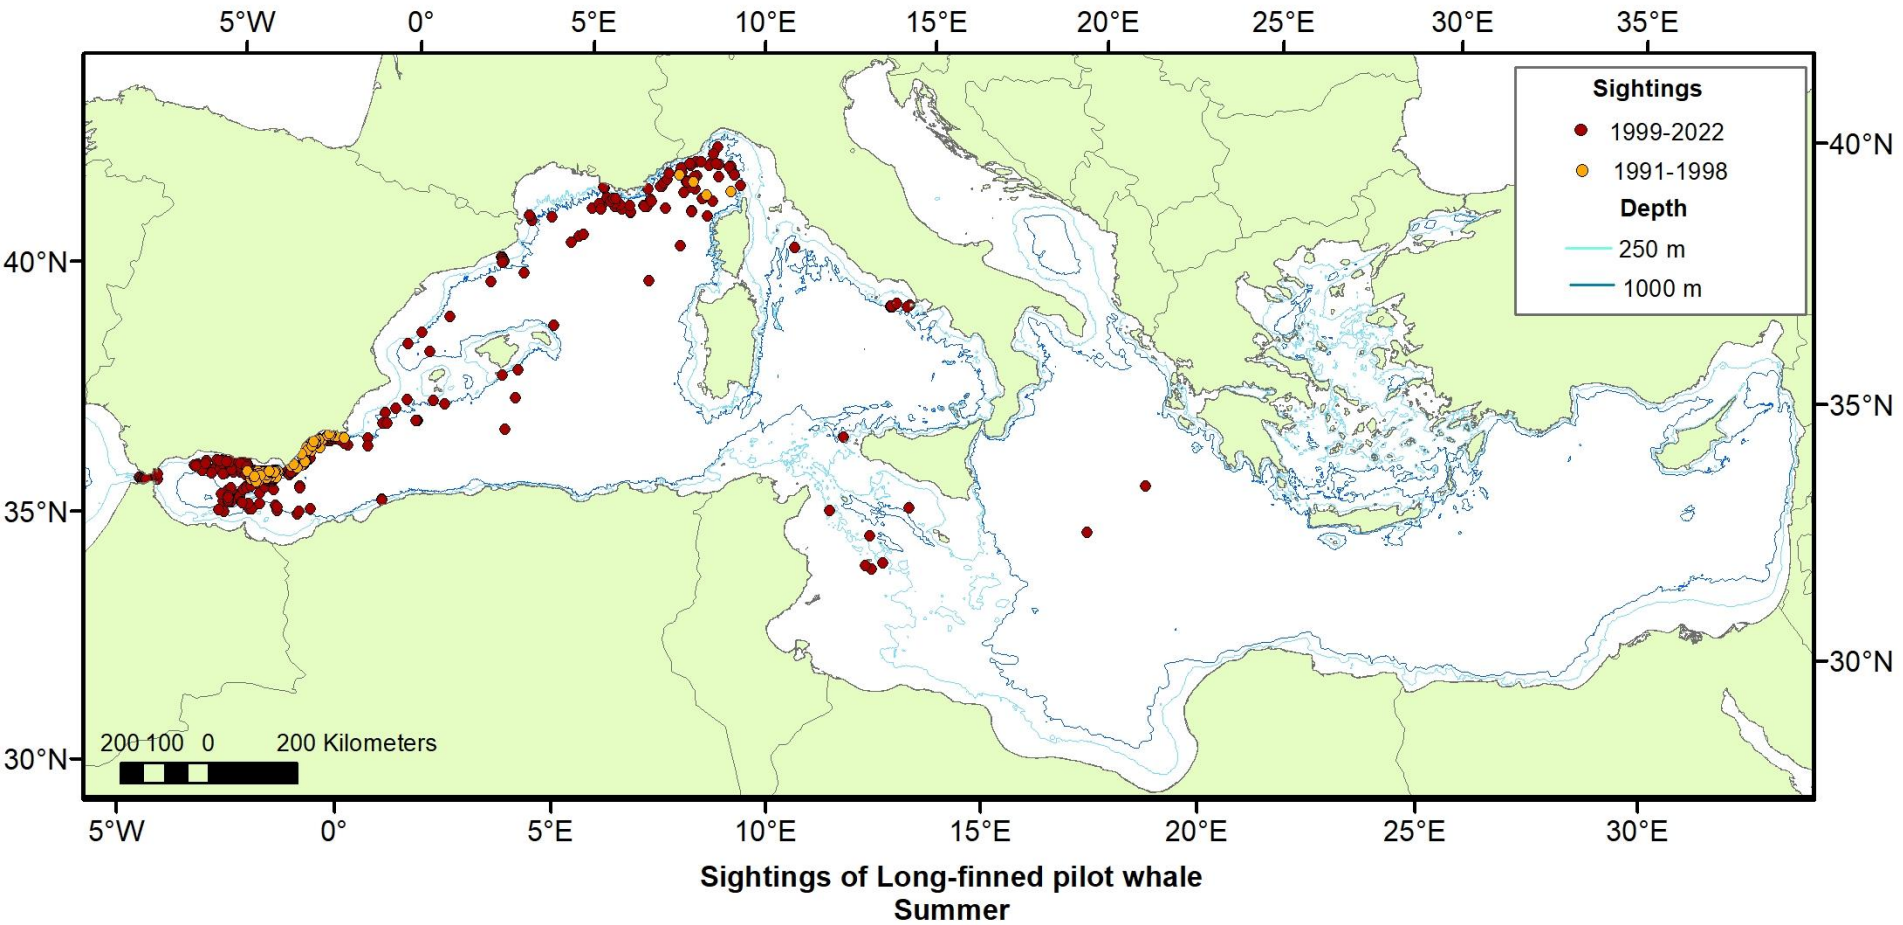 5°W 0° 5°E 10°E 15°E 20°E 25°E 30°E 35°E
Sightings
1999-2022
1991-1998
Depth
250 m
1000 m
40°N
40°N
35°N
35°N
30°N
30°N
200 100 0 200 Kilometers
5°W 0° 5°E 10°E 15°E 20°E 25°E 30°E
Sightings of Long-finned pilot whale
Summer